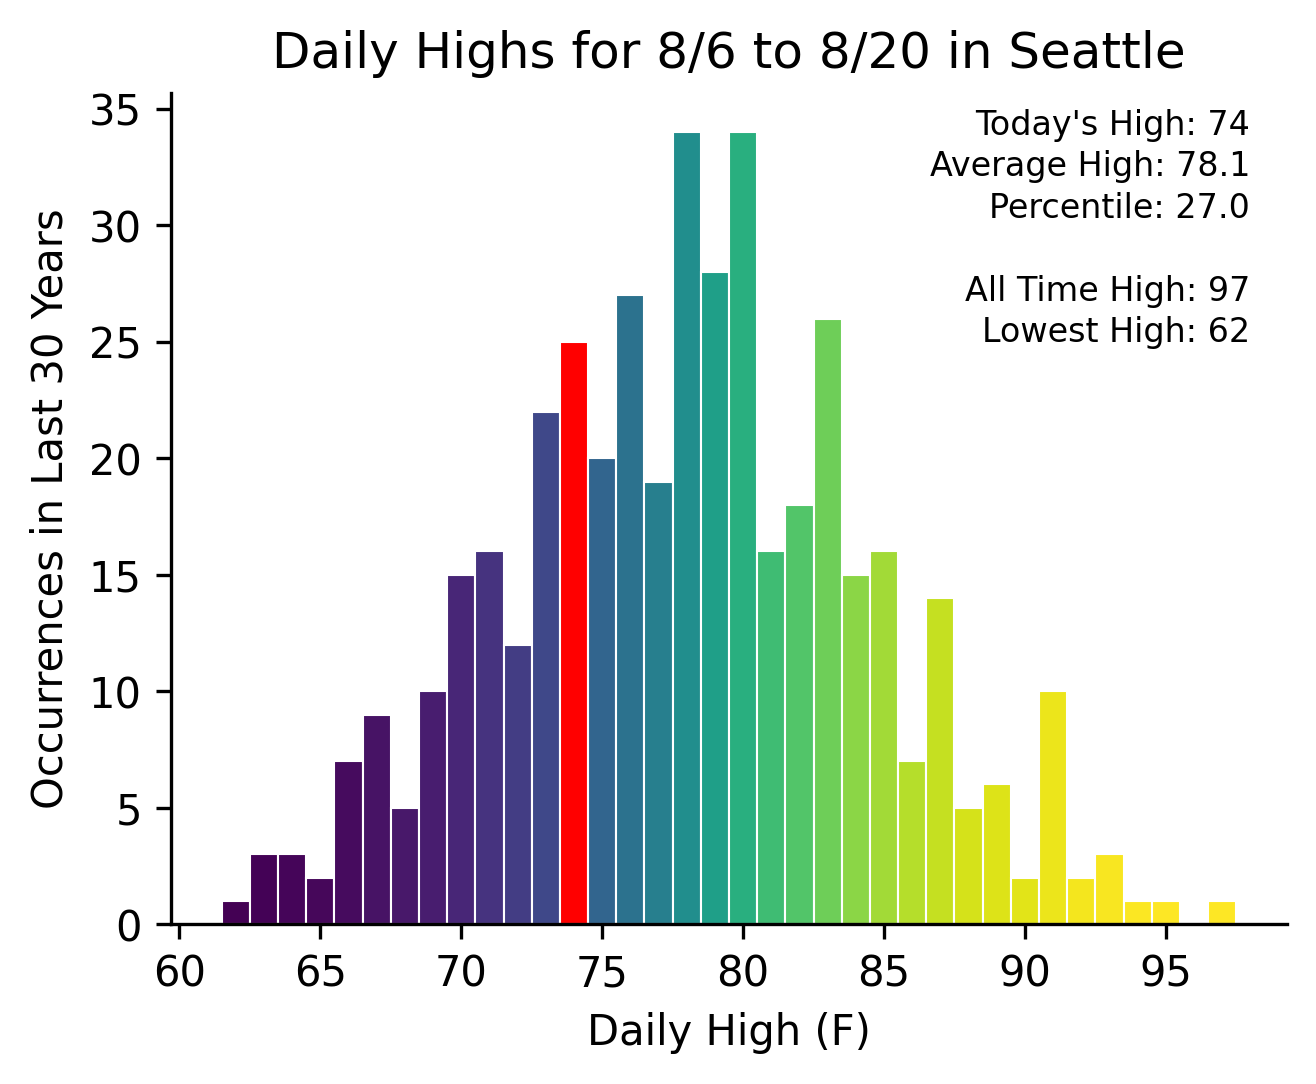 Daily Highs for 8/6 to 8/20 in Seattle
Today's High: 74
Average High: 78.1
Percentile: 27.0
All Time High: 97
Lowest High: 62
Occurrences in Last 30 Years
35
30
25
20
15
10
5
0
60 65 70 75 80 85 90 95
Daily High (F)